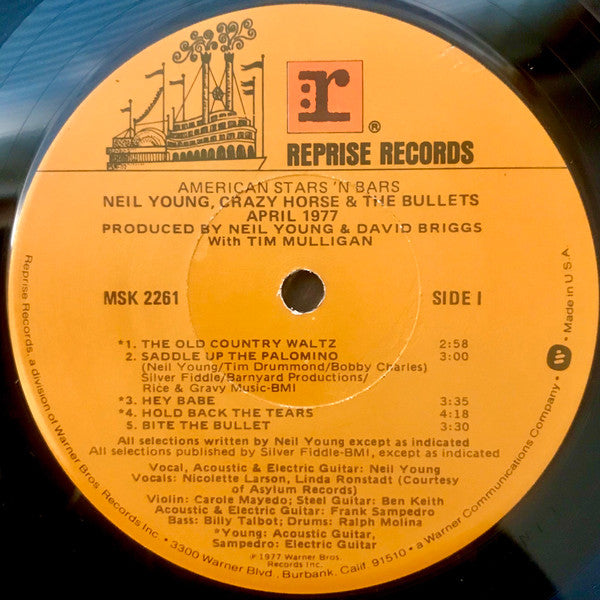 r
®
REPRISE RECORDS
AMERICAN STARS 'N BARS
NEIL YOUNG, CRAZY HORSE & THE BULLETS
APRIL 1977
PRODUCED BY NEIL YOUNG & DAVID BRIGGS
With TIM MULLIGAN
MSK 2261
SIDE I
*1. THE OLD COUNTRY WALTZ 2:58
2. SADDLE UP THE PALOMINO 3:00
(Neil Young/Tim Drummond/Bobby Charles)
Silver Fiddle/Barnyard Productions/
Rice & Gravy Music-BMI
*3. HEY BABE 3:35
*4. HOLD BACK THE TEARS 4:18
5. BITE THE BULLET 3:30
All selections written by Neil Young except as indicated
All selections published by Silver Fiddle-BMI, except as indicated
Vocal, Acoustic & Electric Guitar: Neil Young
Vocals: Nicolette Larson, Linda Ronstadt (Courtesy
of Asylum Records)
Violin: Carole Mayedo; Steel Guitar: Ben Keith
Acoustic & Electric Guitar: Frank Sampedro
Bass: Billy Talbot; Drums: Ralph Molina
*Young: Acoustic Guitar,
Sampedro: Electric Guitar
℗ 1977 Warner Bros.
Records Inc.
Reprise Records, a division of Warner Bros. Records Inc. • 3300 Warner Blvd., Burbank, Calif. 91510 • a Warner Communications Company. • Made in U.S.A.